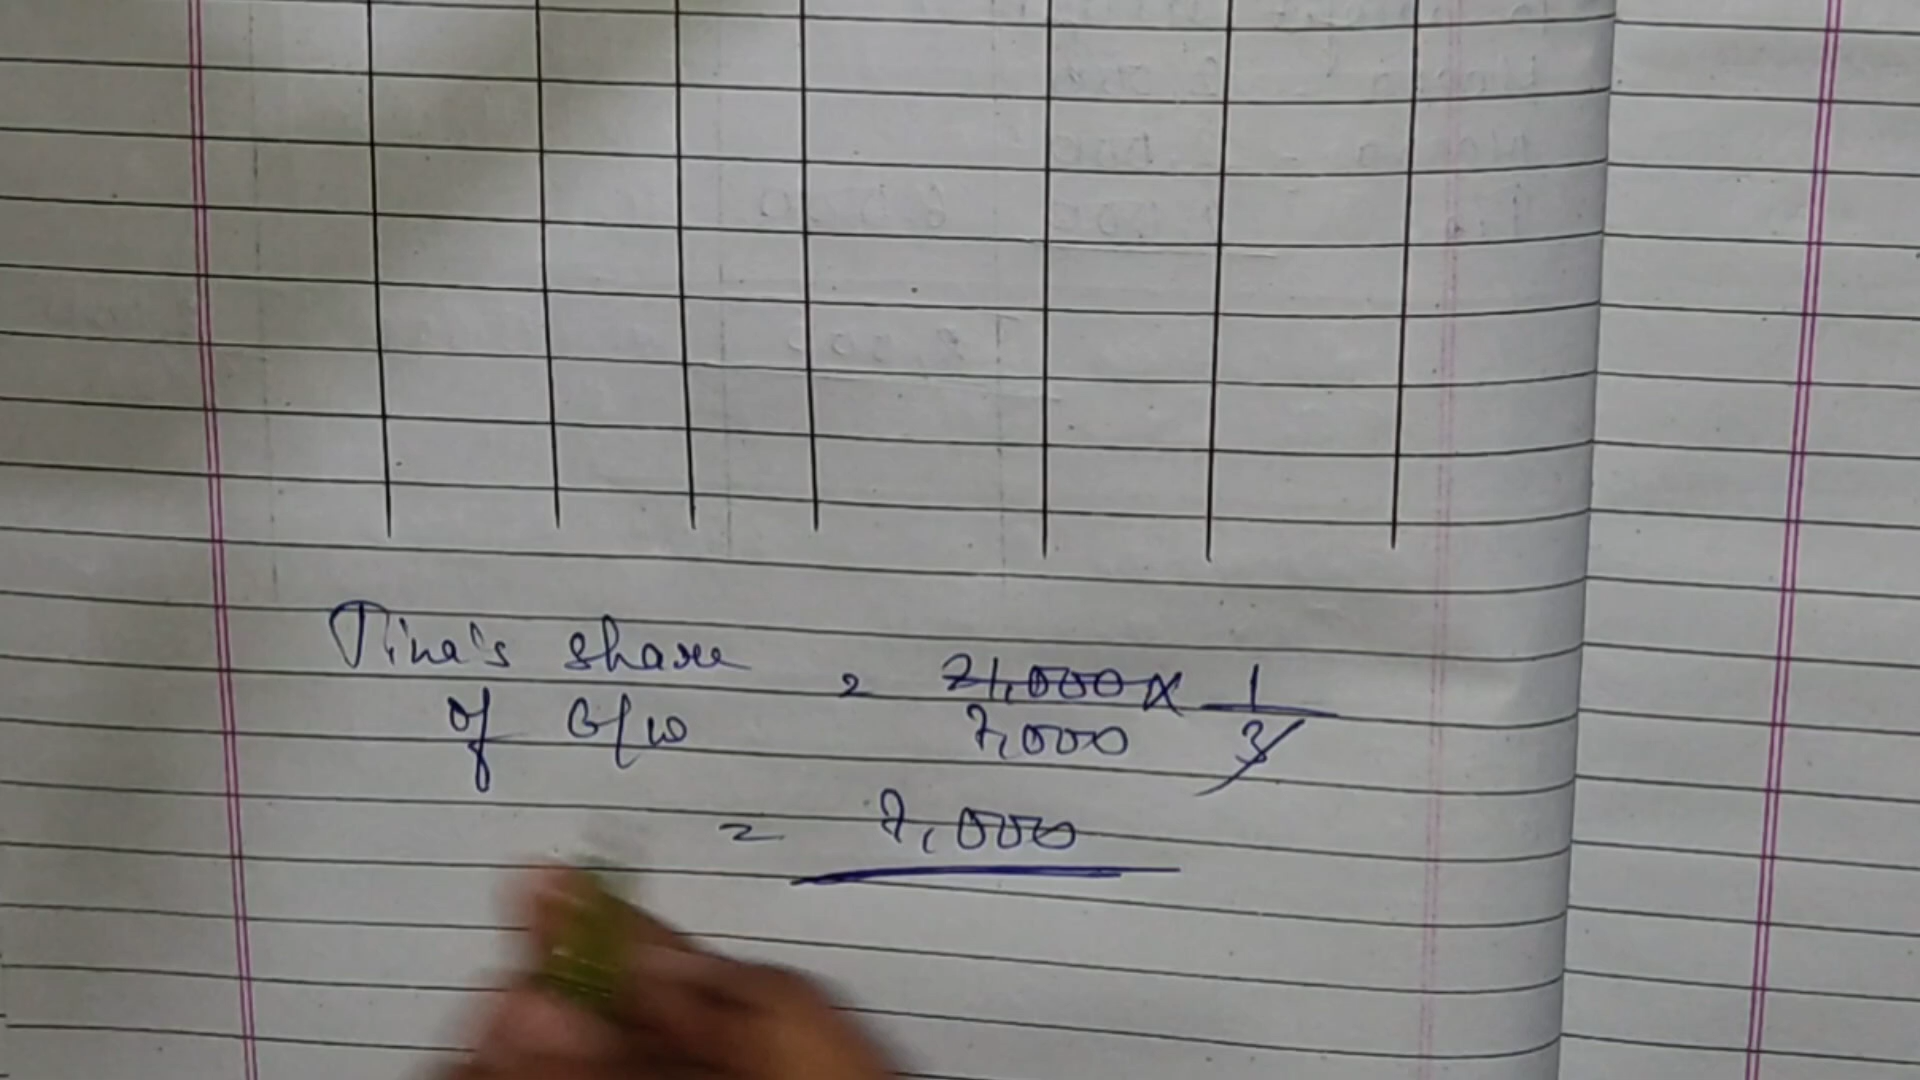 Tina's share = 21,000 × 1/3
of G/w 7,000
= 7,000